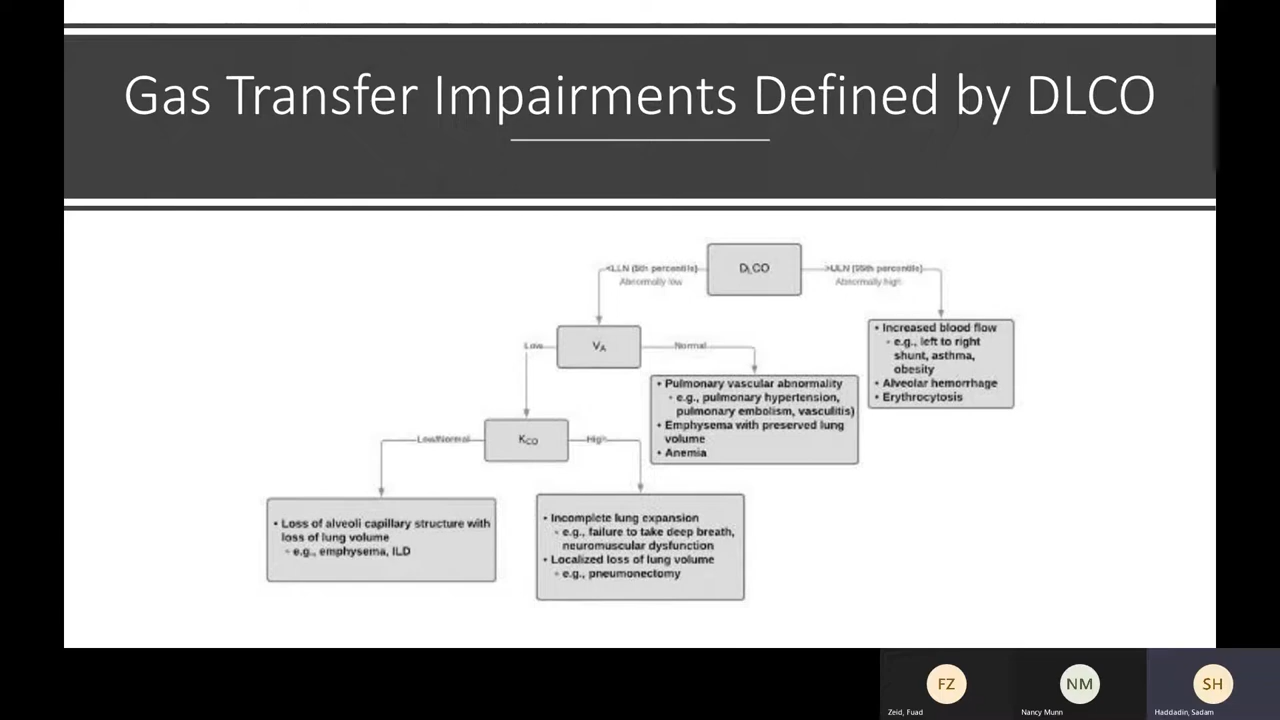 Gas Transfer Impairments Defined by DLCO
DLCO
<LLN (5th percentile)
Abnormally low
>ULN (95th percentile)
Abnormally high
VA
Low
Normal
• Increased blood flow
◦ e.g., left to right
shunt, asthma,
obesity
• Alveolar hemorrhage
• Erythrocytosis
• Pulmonary vascular abnormality
◦ e.g., pulmonary hypertension,
pulmonary embolism, vasculitis)
• Emphysema with preserved lung
volume
• Anemia
KCO
Low/Normal
High
• Loss of alveoli capillary structure with
loss of lung volume
◦ e.g., emphysema, ILD
• Incomplete lung expansion
◦ e.g., failure to take deep breath,
neuromuscular dysfunction
• Localized loss of lung volume
◦ e.g., pneumonectomy
FZ
NM
SH
Zeid, Fuad
Nancy Munn
Haddadin, Sadam